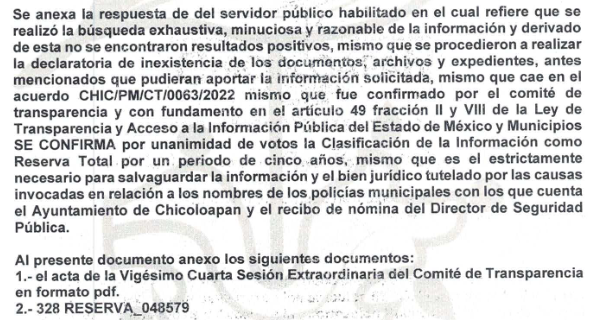 Se anexa la respuesta de del servidor público habilitado en el cual refiere que se
realizó la búsqueda exhaustiva, minuciosa y razonable de la información y derivado
de esta no se encontraron resultados positivos, mismo que se procedieron a realizar
la declaratoria de inexistencia de los documentos, archivos y expedientes, antes
mencionados que pudieran aportar la información solicitada, mismo que cae en el
acuerdo CHIC/PM/CT/0063/2022 mismo que fue confirmado por el comité de
transparencia y con fundamento en el artículo 49 fracción II y VIII de la Ley de
Transparencia y Acceso a la Información Pública del Estado de México y Municipios
SE CONFIRMA por unanimidad de votos la Clasificación de la Información como
Reserva Total por un periodo de cinco años, mismo que es el estrictamente
necesario para salvaguardar la información y el bien jurídico tutelado por las causas
invocadas en relación a los nombres de los policías municipales con los que cuenta
el Ayuntamiento de Chicoloapan y el recibo de nómina del Director de Seguridad
Pública.
Al presente documento anexo los siguientes documentos:
1.- el acta de la Vigésimo Cuarta Sesión Extraordinaria del Comité de Transparencia
en formato pdf.
2.- 328 RESERVA_048579